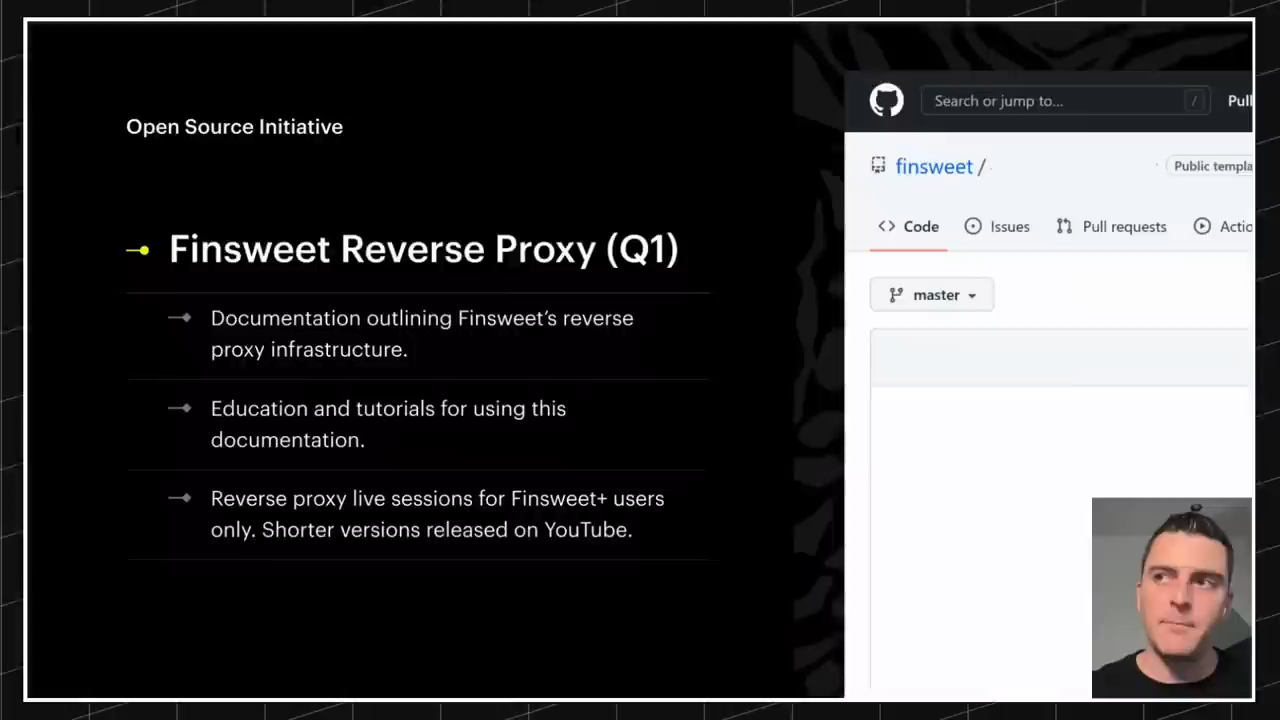 Open Source Initiative
Finsweet Reverse Proxy (Q1)
Documentation outlining Finsweet’s reverse
proxy infrastructure.
Education and tutorials for using this
documentation.
Reverse proxy live sessions for Finsweet+ users
only. Shorter versions released on YouTube.
Search or jump to... /
Pull
finsweet /
Public templa
Code
Issues
Pull requests
Actio
master